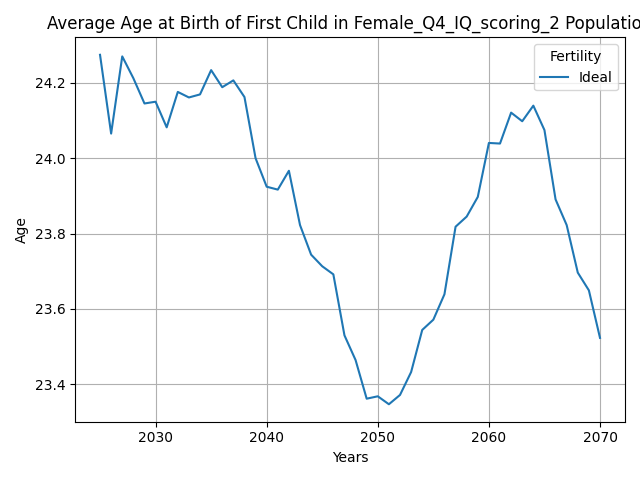 Average Age at Birth of First Child in Female_Q4_IQ_scoring_2 Populatio
Fertility
Ideal
24.2
24.0
23.8
23.6
23.4
Age
2030 2040 2050 2060 2070
Years